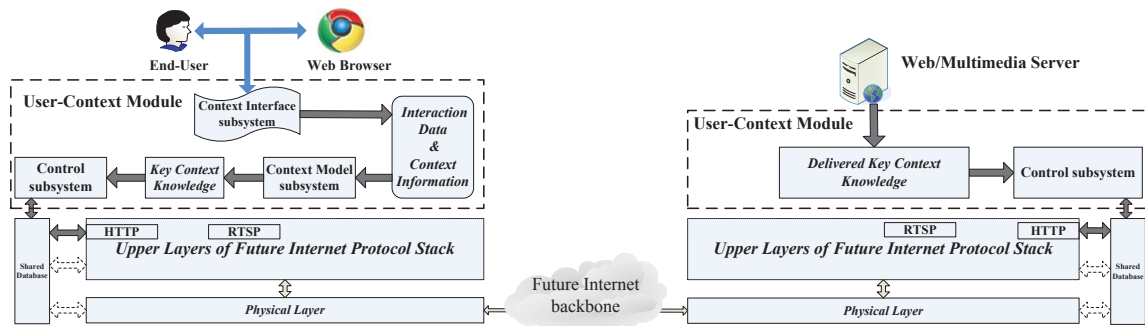 End-User
Web Browser
User-Context Module
Context Interface
subsystem
Interaction
Data
&
Context
Information
Control
subsystem
Key Context
Knowledge
Context Model
subsystem
HTTP
RTSP
Upper Layers of Future Internet Protocol Stack
Shared
Database
Physical Layer
Future Internet
backbone
Web/Multimedia Server
User-Context Module
Delivered Key Context
Knowledge
Control subsystem
RTSP
HTTP
Upper Layers of Future Internet Protocol Stack
Shared
Database
Physical Layer